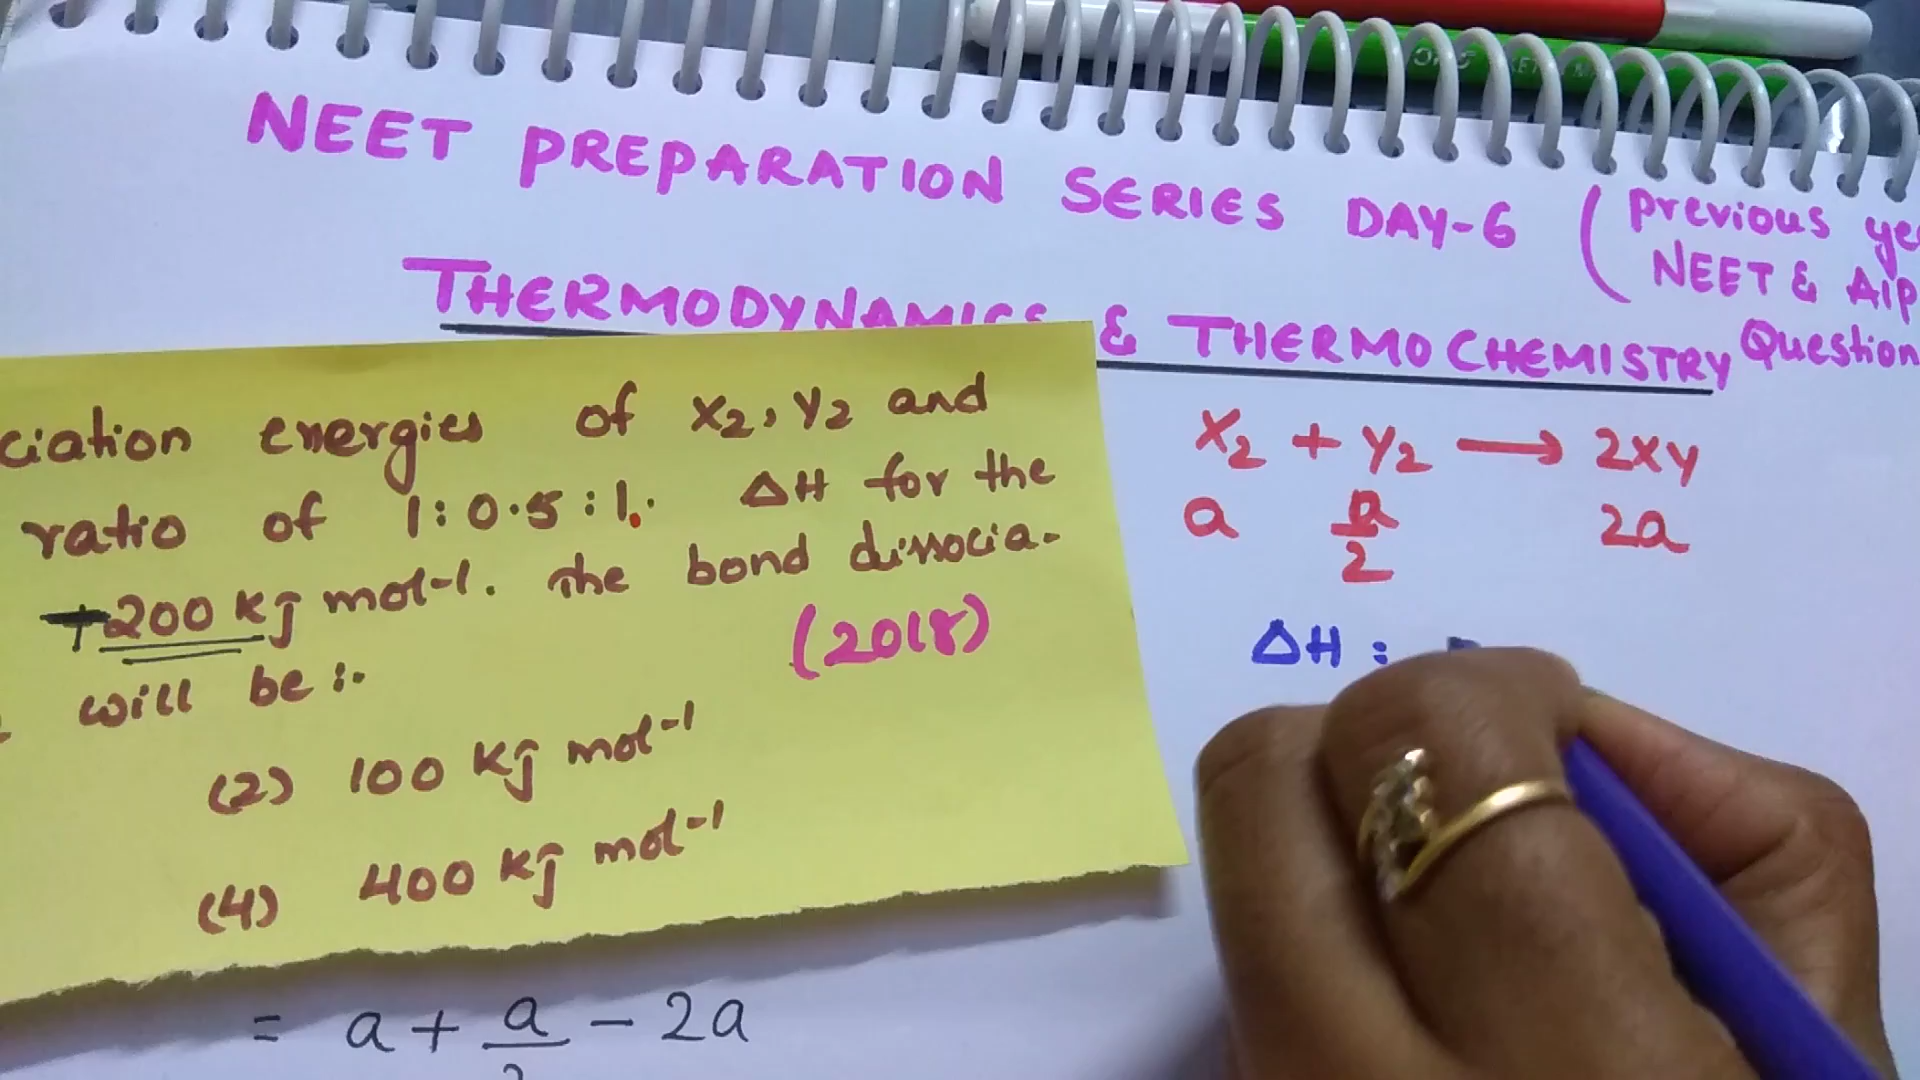 NEET PREPARATION SERIES DAY-6 (Previous
NEET &
THERMODYNAMICS & THERMOCHEMISTRY Question
energies of X2, Y2 and
ratio of 1:0.5:1. ΔH for the
200 KJ mol-1. The bond dissocia-
will be :-
(2018)
(2) 100 KJ mol-1
(4) 400 KJ mol-1
X2 + Y2 → 2XY
a a/2 2a
ΔH :
= a + a/2 - 2a